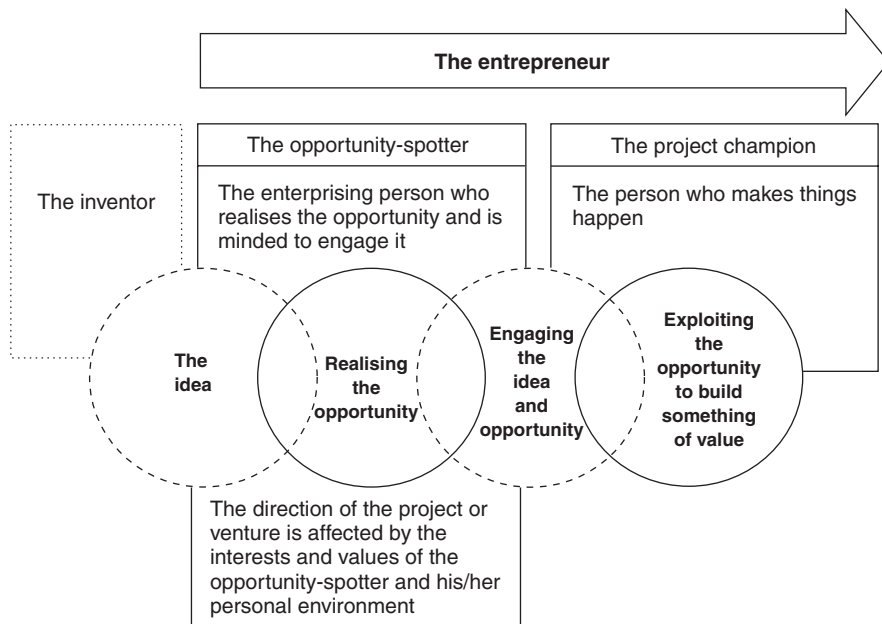 The entrepreneur
The opportunity-spotter
The project champion
The inventor
The enterprising person who
realises the opportunity and is
minded to engage it
The person who makes things
happen
The
idea
Realising
the
opportunity
Engaging
the
idea
and
opportunity
Exploiting
the
opportunity
to build
something
of value
The direction of the project or
venture is affected by the
interests and values of the
opportunity-spotter and his/her
personal environment